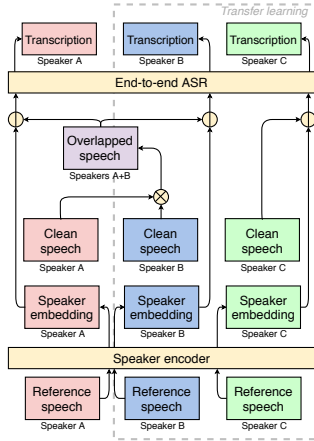 Transfer learning
Transcription
Transcription
Transcription
Speaker A
Speaker B
Speaker C
End-to-end ASR
Overlapped
speech
Speakers A+B
Clean
speech
Clean
speech
Clean
speech
Speaker A
Speaker B
Speaker C
Speaker
embedding
Speaker
embedding
Speaker
embedding
Speaker A
Speaker B
Speaker C
Speaker encoder
Reference
speech
Reference
speech
Reference
speech
Speaker A
Speaker B
Speaker C